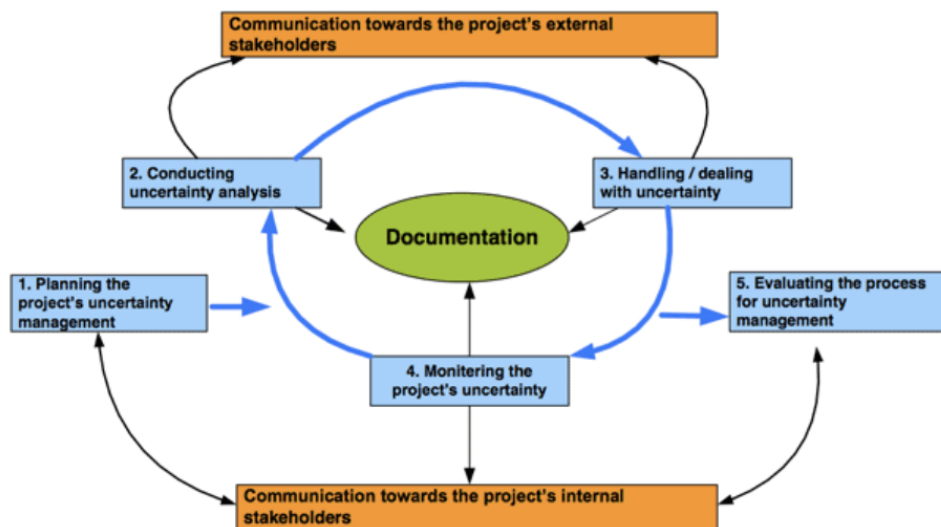 Communication towards the project's external
stakeholders
2. Conducting
uncertainty analysis
3. Handling / dealing
with uncertainty
Documentation
1. Planning the
project's uncertainty
management
5. Evaluating the process
for uncertainty
management
4. Monitering the
project's uncertainty
Communication towards the project's internal
stakeholders